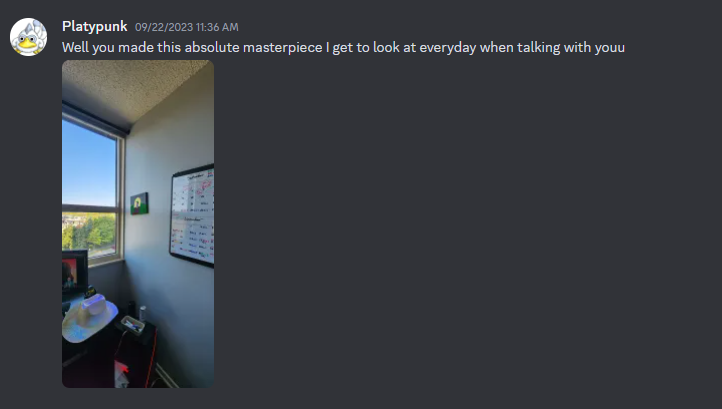 Platypunk 09/22/2023 11:36 AM
Well you made this absolute masterpiece I get to look at everyday when talking with youu